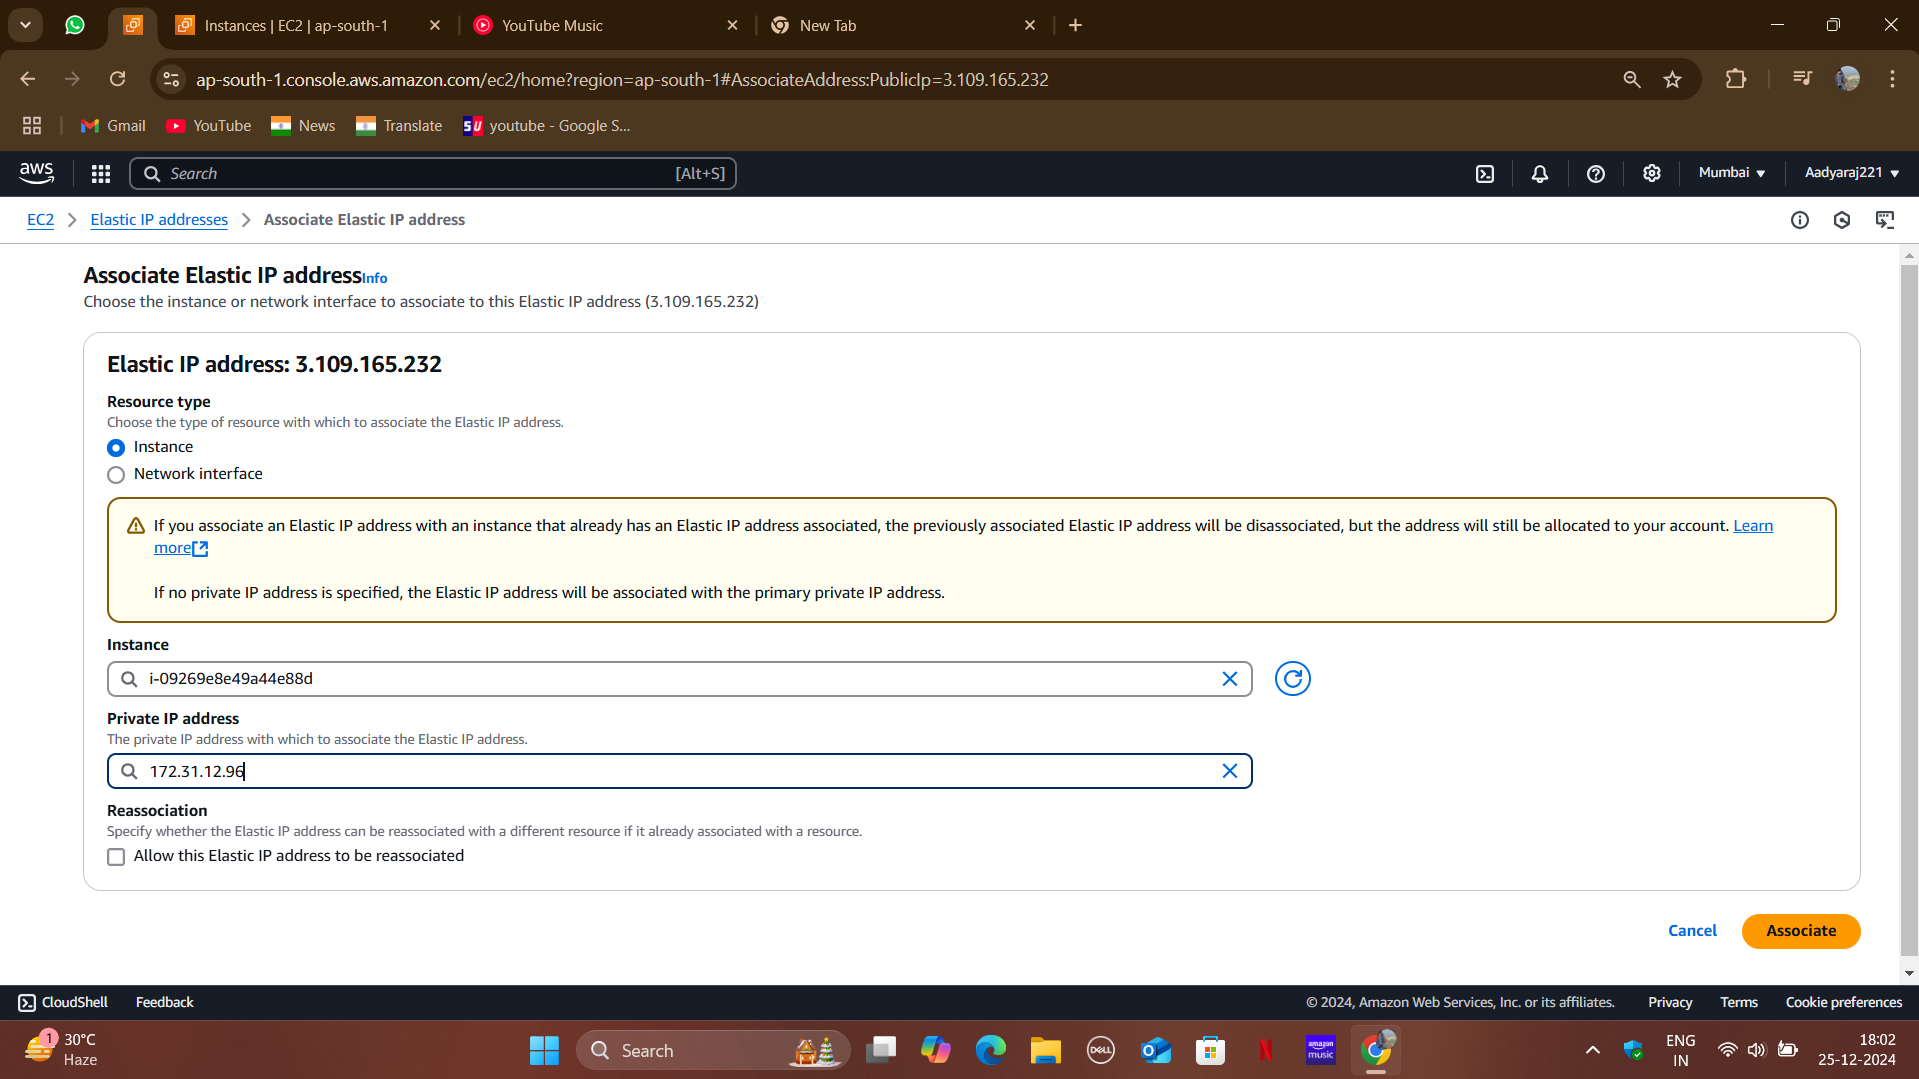 Instances | EC2 | ap-south-1
YouTube Music
New Tab
ap-south-1.console.aws.amazon.com/ec2/home?region=ap-south-1#AssociateAddress:PublicIp=3.109.165.232
Gmail
YouTube
News
Translate
SU
youtube - Google S...
aws
Search
[Alt+S]
Mumbai
Aadyaraj221
EC2
Elastic IP addresses
Associate Elastic IP address
Associate Elastic IP address Info
Choose the instance or network interface to associate to this Elastic IP address (3.109.165.232)
Elastic IP address: 3.109.165.232
Resource type
Choose the type of resource with which to associate the Elastic IP address.
Instance
Network interface
If you associate an Elastic IP address with an instance that already has an Elastic IP address associated, the previously associated Elastic IP address will be disassociated, but the address will still be allocated to your account. Learn
more
If no private IP address is specified, the Elastic IP address will be associated with the primary private IP address.
Instance
i-09269e8e49a44e88d
Private IP address
The private IP address with which to associate the Elastic IP address.
172.31.12.96
Reassociation
Specify whether the Elastic IP address can be reassociated with a different resource if it already associated with a resource.
Allow this Elastic IP address to be reassociated
Cancel
Associate
CloudShell
Feedback
© 2024, Amazon Web Services, Inc. or its affiliates.
Privacy
Terms
Cookie preferences
1
30°C
Haze
Search
DELL
amazon
music
ENG
IN
18:02
25-12-2024